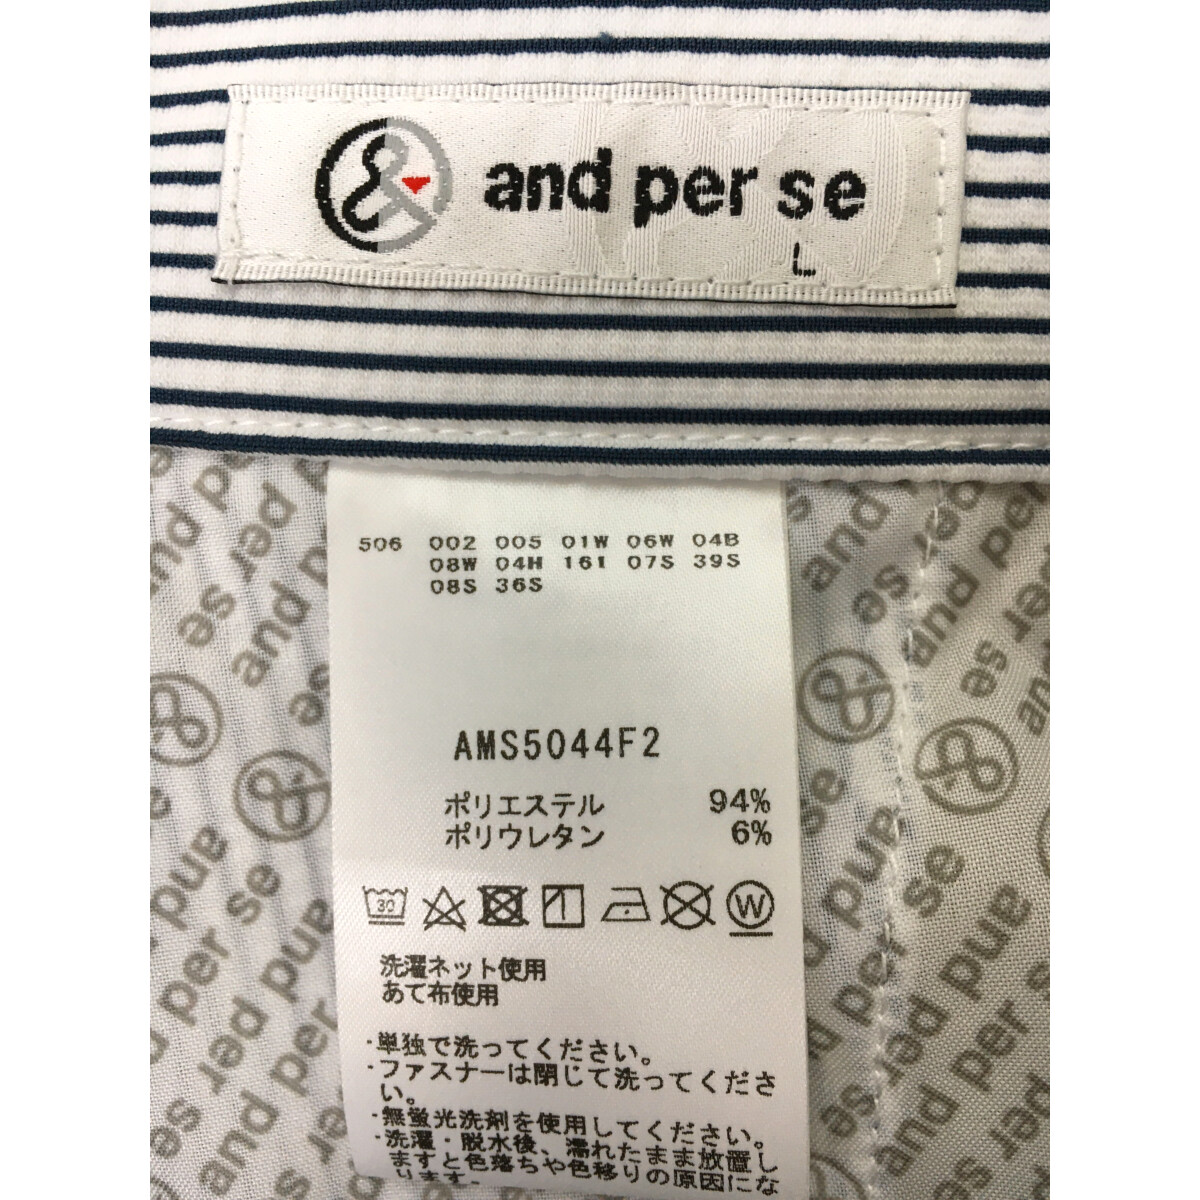 and per se
L
506 002 005 01W 06W 04B
08W 04H 161 07S 39S
08S 36S
AMS5044F2
ポリエステル 94%
ポリウレタン 6%
30 W
洗濯ネット使用
あて布使用
・単独で洗ってください。
・ファスナーは閉じて洗ってくださ
い。
・無蛍光洗剤を使用してください。
・洗濯・脱水後、濡れたまま放置し
ますと色落ちや色移りの原因にな
ります。